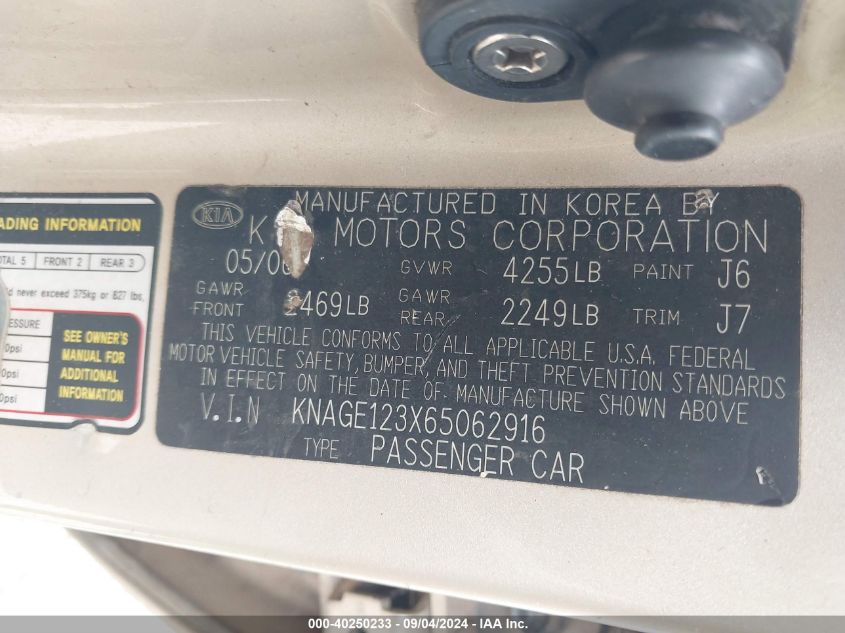 ADING INFORMATION
OTAL 5 FRONT 2 REAR 3
never exceed 375kg or 827 lbs.
ESSURE
0psi
0psi
0psi
SEE OWNER'S
MANUAL FOR
ADDITIONAL
INFORMATION
KIA
MANUFACTURED IN KOREA BY
K MOTORS CORPORATION
05/0 GVWR 4255LB PAINT J6
GAWR FRONT 2469LB GAWR REAR 2249LB TRIM J7
THIS VEHICLE CONFORMS TO ALL APPLICABLE U.S.A. FEDERAL
MOTOR VEHICLE SAFETY, BUMPER, AND THEFT PREVENTION STANDARDS
IN EFFECT ON THE DATE OF MANUFACTURE SHOWN ABOVE
V.I.N KNAGE123X65062916
TYPE PASSENGER CAR
000-40250233 - 09/04/2024 - IAA Inc.